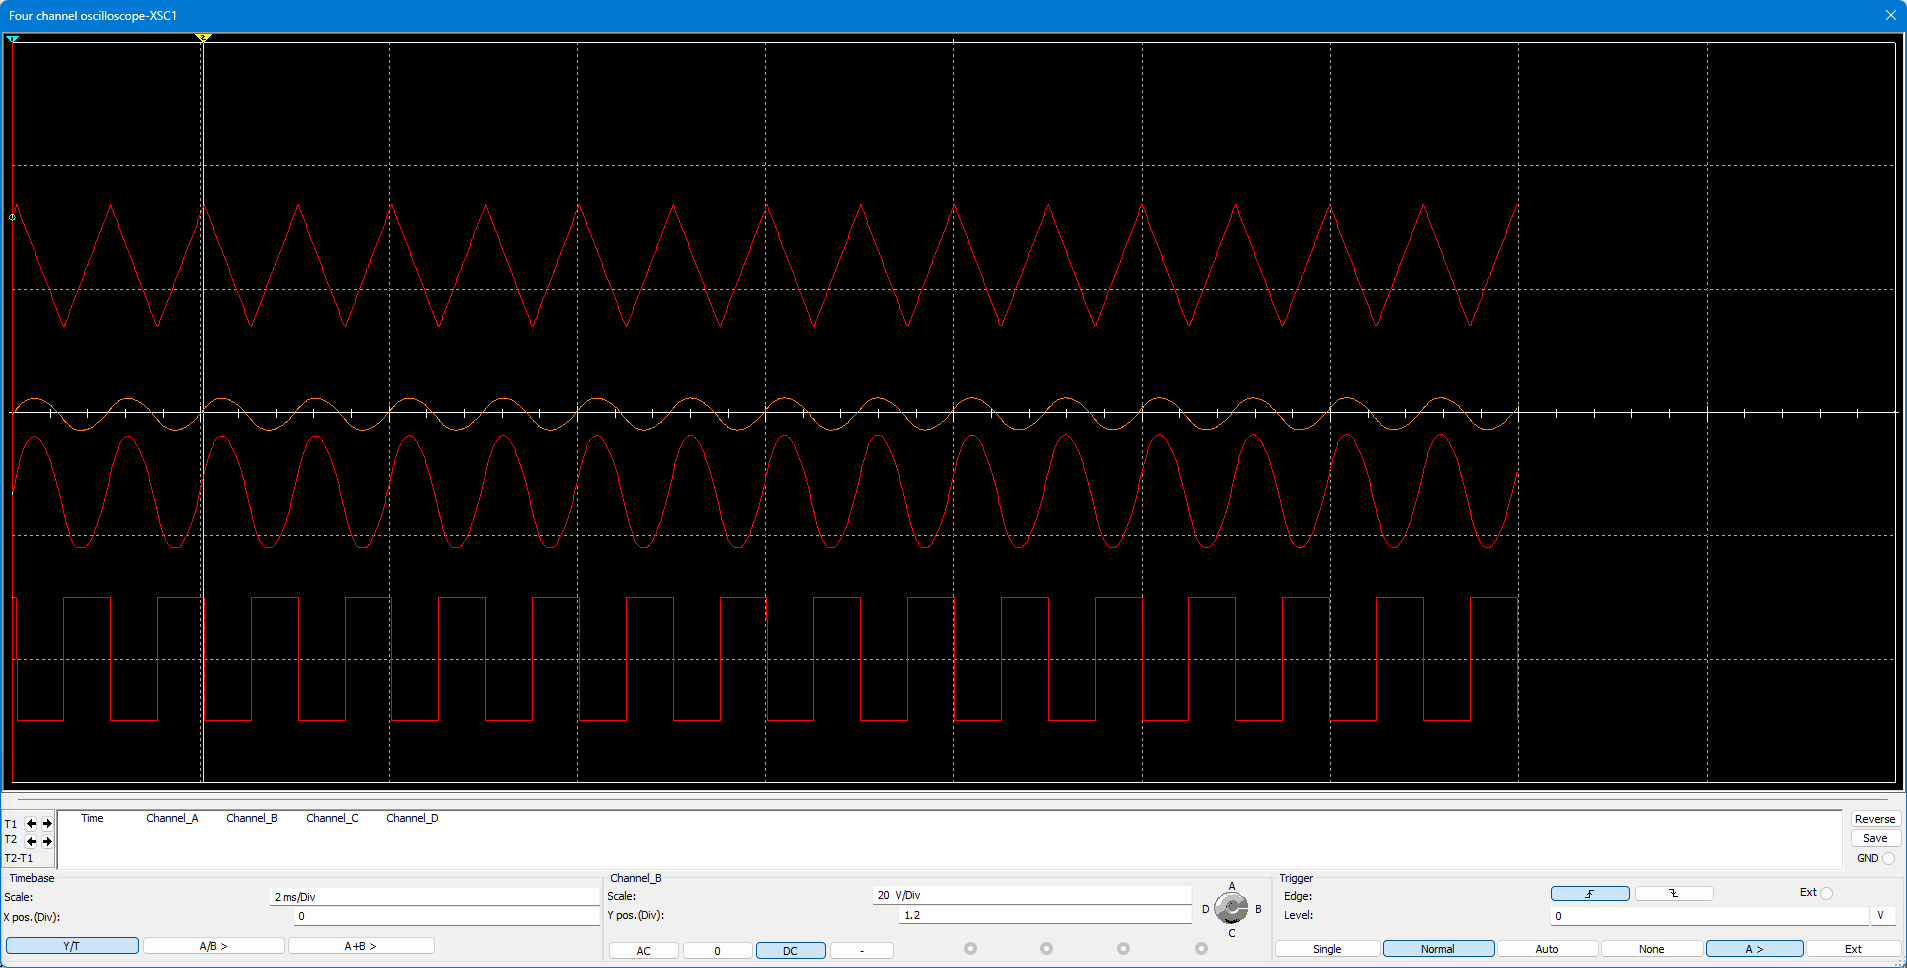 Four channel oscilloscope-XSC1
1
2
Time Channel_A Channel_B Channel_C Channel_D
T1
T2
T2-T1
Reverse
Save
GND
Timebase
Scale: 2 ms/Div
X pos.(Div): 0
Y/T A/B > A+B >
Channel_B
Scale: 20 V/Div
Y pos.(Div): 1.2
AC 0 DC -
A
D B
C
Trigger
Edge: Ext
Level: 0 V
Single Normal Auto None A > Ext